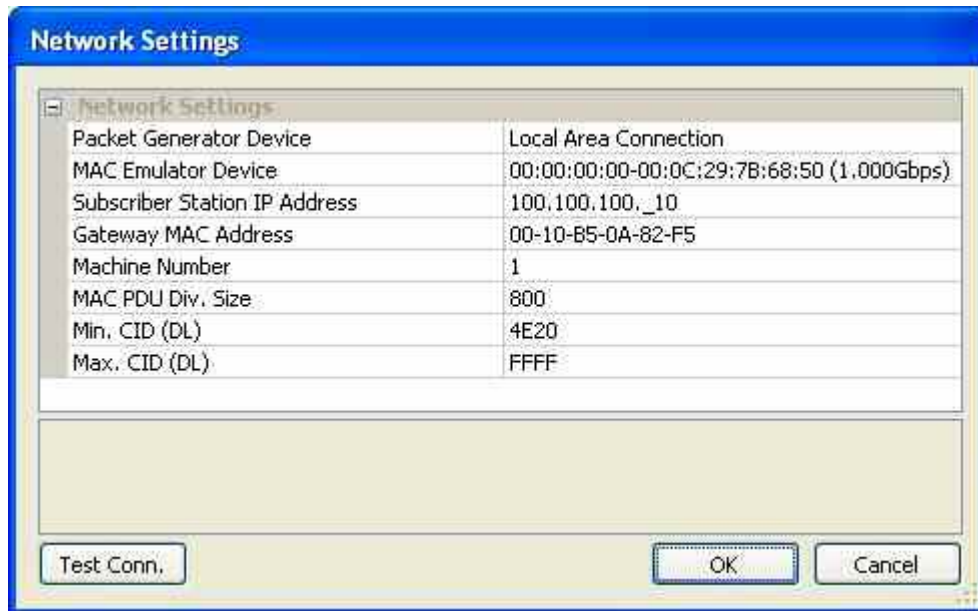 Network Settings
Network Settings
Packet Generator Device Local Area Connection
MAC Emulator Device 00:00:00:00-00:0C:29:7B:68:50 (1.000Gbps)
Subscriber Station IP Address 100.100.100._10
Gateway MAC Address 00-10-B5-0A-82-F5
Machine Number 1
MAC PDU Div. Size 800
Min. CID (DL) 4E20
Max. CID (DL) FFFF
Test Conn. OK Cancel